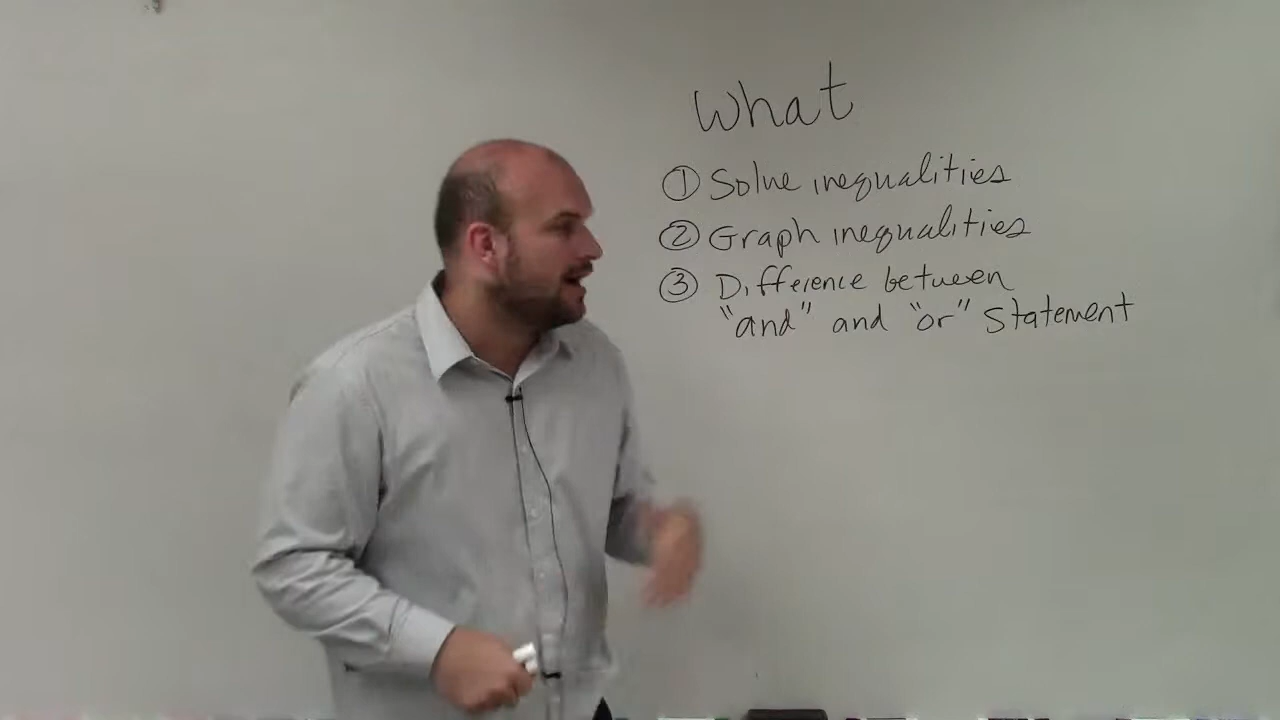 What
① Solve inequalities
② Graph inequalities
③ Difference between
"and" and "or" statement